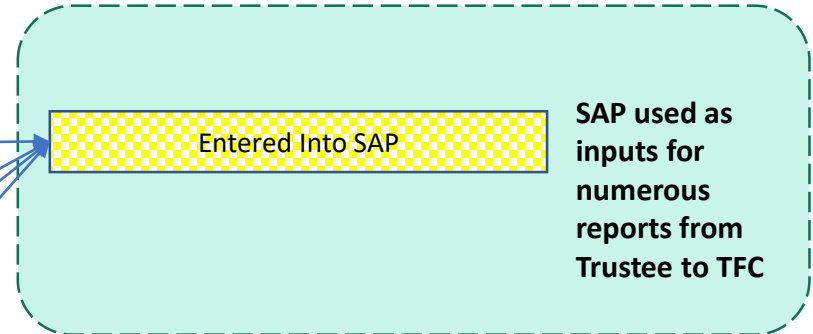 Entered Into SAP
SAP used as
inputs for
numerous
reports from
Trustee to TFC